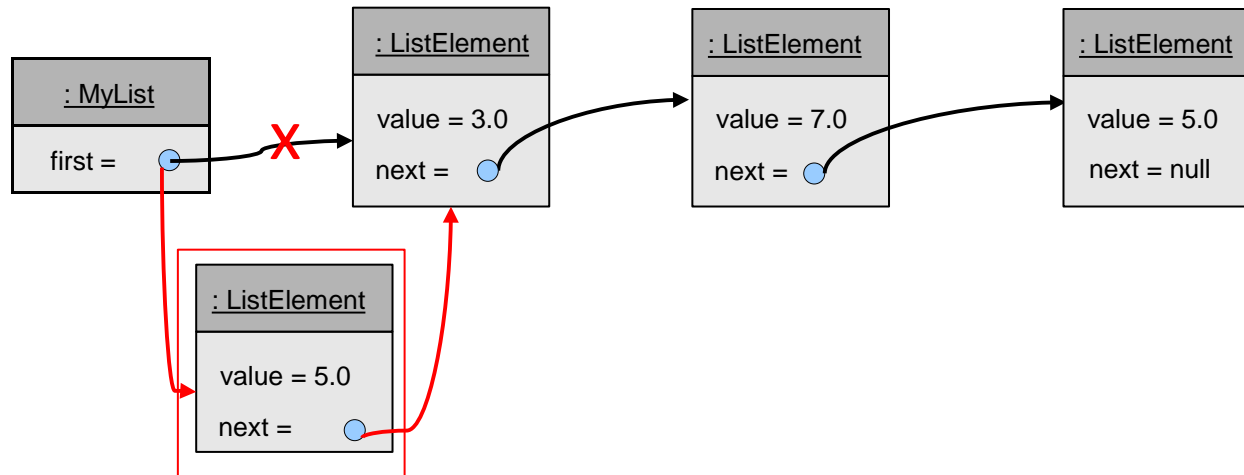 : MyList
first =
X
: ListElement
value = 3.0
next =
: ListElement
value = 7.0
next =
: ListElement
value = 5.0
next = null
: ListElement
value = 5.0
next =